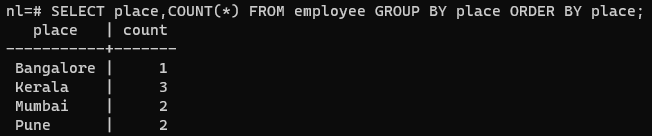 nl=# SELECT place,COUNT(*) FROM employee GROUP BY place ORDER BY place;
   place   | count
-----------+-------
 Bangalore |     1
 Kerala    |     3
 Mumbai    |     2
 Pune      |     2